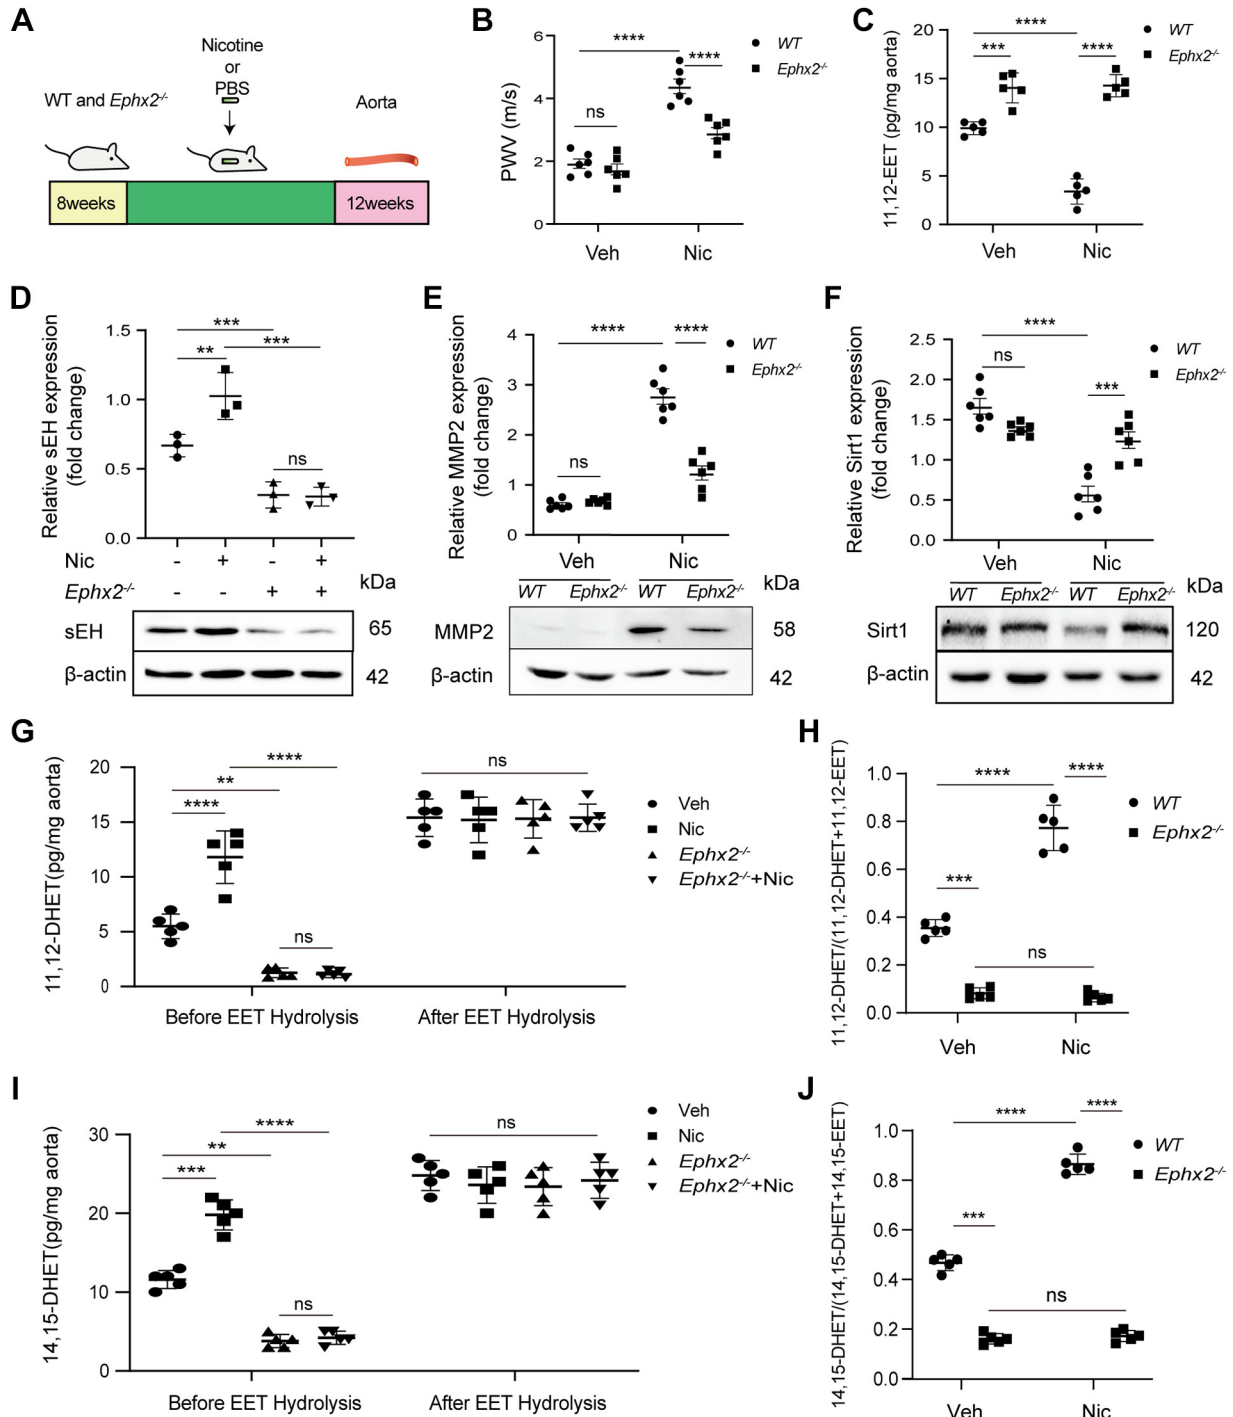 A
Nicotine
or
PBS
WT and Ephx2-/-
Aorta
8weeks
12weeks
B
PWV (m/s)
6
4
2
0
****
****
ns
WT
Ephx2-/-
Veh
Nic
C
11,12-EET (pg/mg aorta)
20
15
10
5
0
****
***
****
WT
Ephx2-/-
Veh
Nic
D
Relative sEH expression
(fold change)
1.5
1.0
0.5
0.0
***
**
***
ns
Nic
- + - +
Ephx2-/-
- - + +
kDa
sEH
65
β-actin
42
E
Relative MMP2 expression
(fold change)
4
3
2
1
0
****
****
ns
WT
Ephx2-/-
Veh
Nic
WT Ephx2-/- WT Ephx2-/-
kDa
MMP2
58
β-actin
42
F
Relative Sirt1 expression
(fold change)
2.5
2.0
1.5
1.0
0.5
0.0
****
ns
***
WT
Ephx2-/-
Veh
Nic
WT Ephx2-/- WT Ephx2-/-
kDa
Sirt1
120
β-actin
42
G
11,12-DHET(pg/mg aorta)
20
15
10
5
0
****
**
****
ns
ns
Veh
Nic
Ephx2-/-
Ephx2-/-+Nic
Before EET Hydrolysis
After EET Hydrolysis
H
11,12-DHET/(11,12-DHET+11,12-EET)
1.0
0.8
0.6
0.4
0.2
0.0
****
****
***
ns
WT
Ephx2-/-
Veh
Nic
I
14,15-DHET(pg/mg aorta)
30
20
10
0
****
**
***
ns
ns
Veh
Nic
Ephx2-/-
Ephx2-/-+Nic
Before EET Hydrolysis
After EET Hydrolysis
J
14,15-DHET/(14,15-DHET+14,15-EET)
1.0
0.8
0.6
0.4
0.2
0.0
****
****
***
ns
WT
Ephx2-/-
Veh
Nic